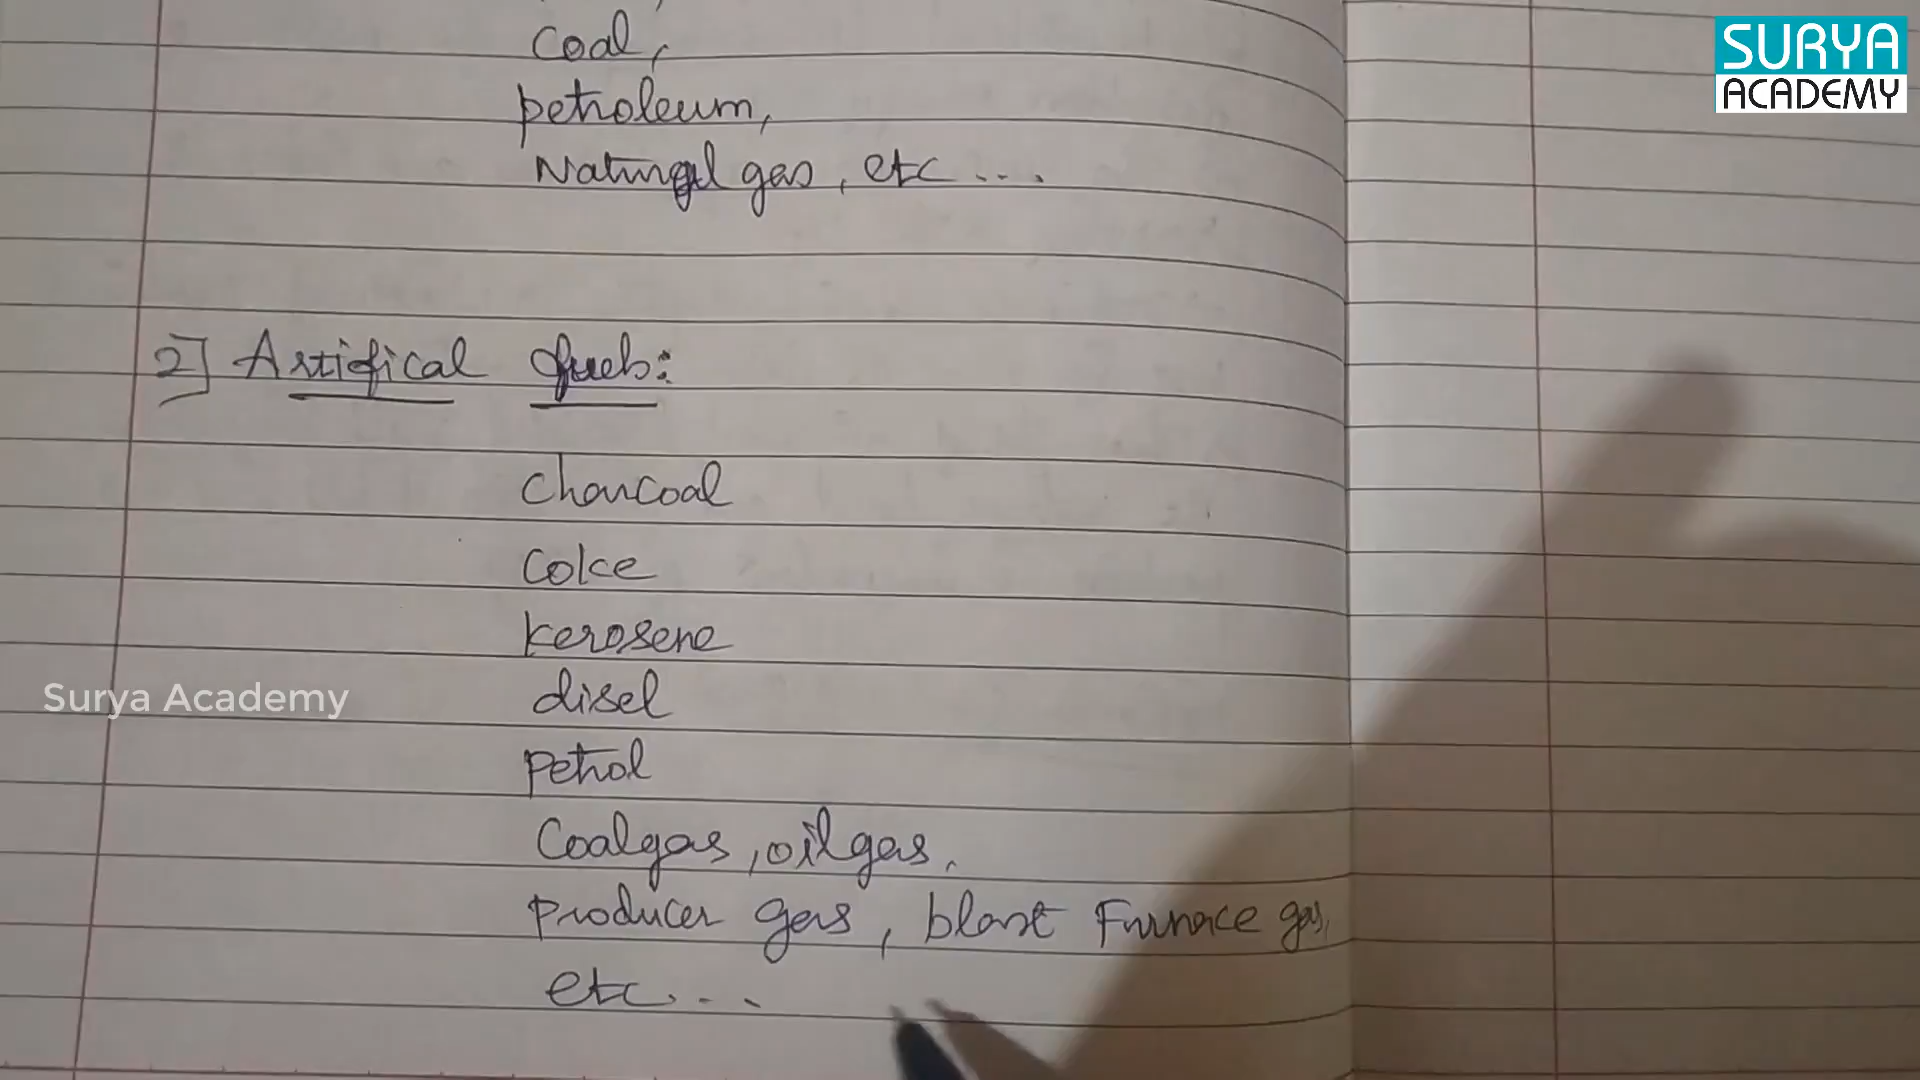 Coal,
petroleum,
Natural gas, etc ...
SURYA
ACADEMY
2] Artifical fuels:
charcoal
Coke
kerosene
disel
Petrol
Surya Academy
Coalgas, oilgas,
Producer gas, blast Furnace gas,
etc...